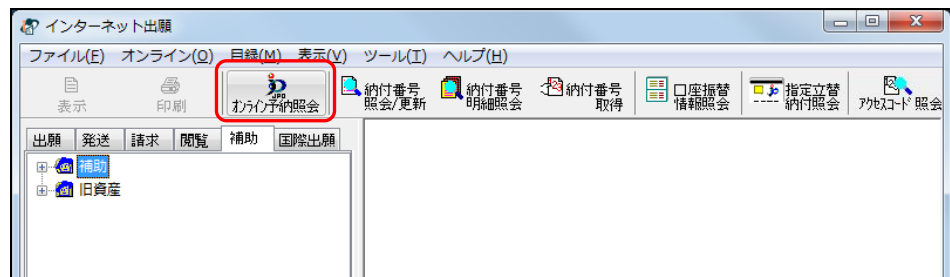 インターネット出願
ファイル(F) オンライン(O) 目録(M) 表示(V) ツール(T) ヘルプ(H)
表示
印刷
JPO
オンライン予納照会
納付番号
照会/更新
納付番号
明細照会
納付番号
取得
口座振替
情報照会
指定立替
納付照会
アクセスコード照会
出願 発送 請求 閲覧 補助 国際出願
補助
旧資産